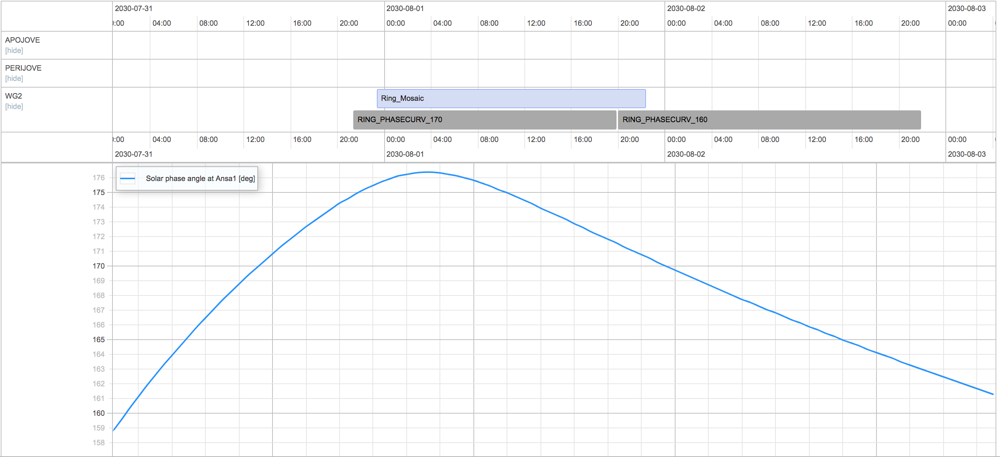 2030-07-31 2030-08-01 2030-08-02 2030-08-03
:00 04:00 08:00 12:00 16:00 20:00 00:00 04:00 08:00 12:00 16:00 20:00 00:00 04:00 08:00 12:00 16:00 20:00 00:00
APOJOVE
[hide]
PERIJOVE
[hide]
WG2
[hide]
Ring_Mosaic
RING_PHASECURV_170 RING_PHASECURV_160
:00 04:00 08:00 12:00 16:00 20:00 00:00 04:00 08:00 12:00 16:00 20:00 00:00 04:00 08:00 12:00 16:00 20:00 00:00
2030-07-31 2030-08-01 2030-08-02 2030-08-03
Solar phase angle at Ansa1 [deg]
176
175
174
173
172
171
170
169
168
167
166
165
164
163
162
161
160
159
158